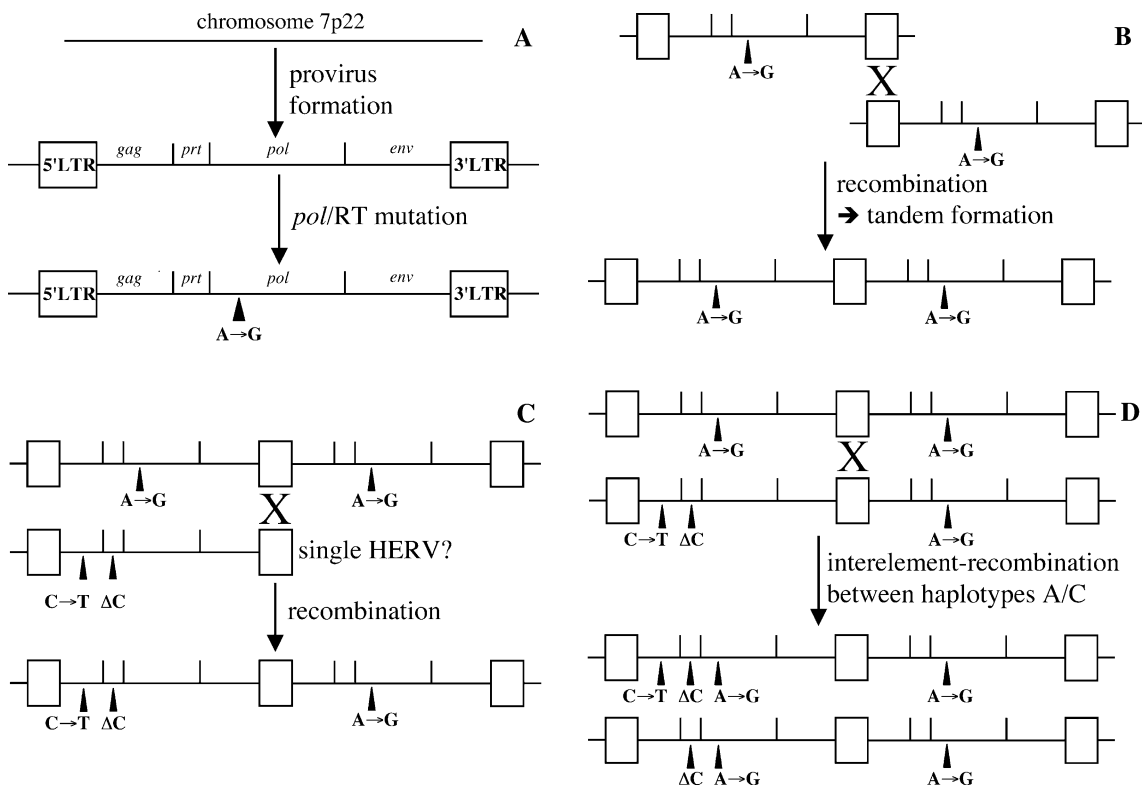 chromosome 7p22
A
provirus
formation
gag prt pol env
5'LTR 3'LTR
pol/RT mutation
gag prt pol env
5'LTR 3'LTR
A→G
B
A→G
X
A→G
recombination
➔ tandem formation
A→G A→G
C
A→G A→G
X
single HERV?
C→T ΔC
recombination
C→T ΔC A→G
D
A→G A→G
X
C→T ΔC A→G
interelement-recombination
between haplotypes A/C
C→T ΔC A→G A→G
ΔC A→G A→G